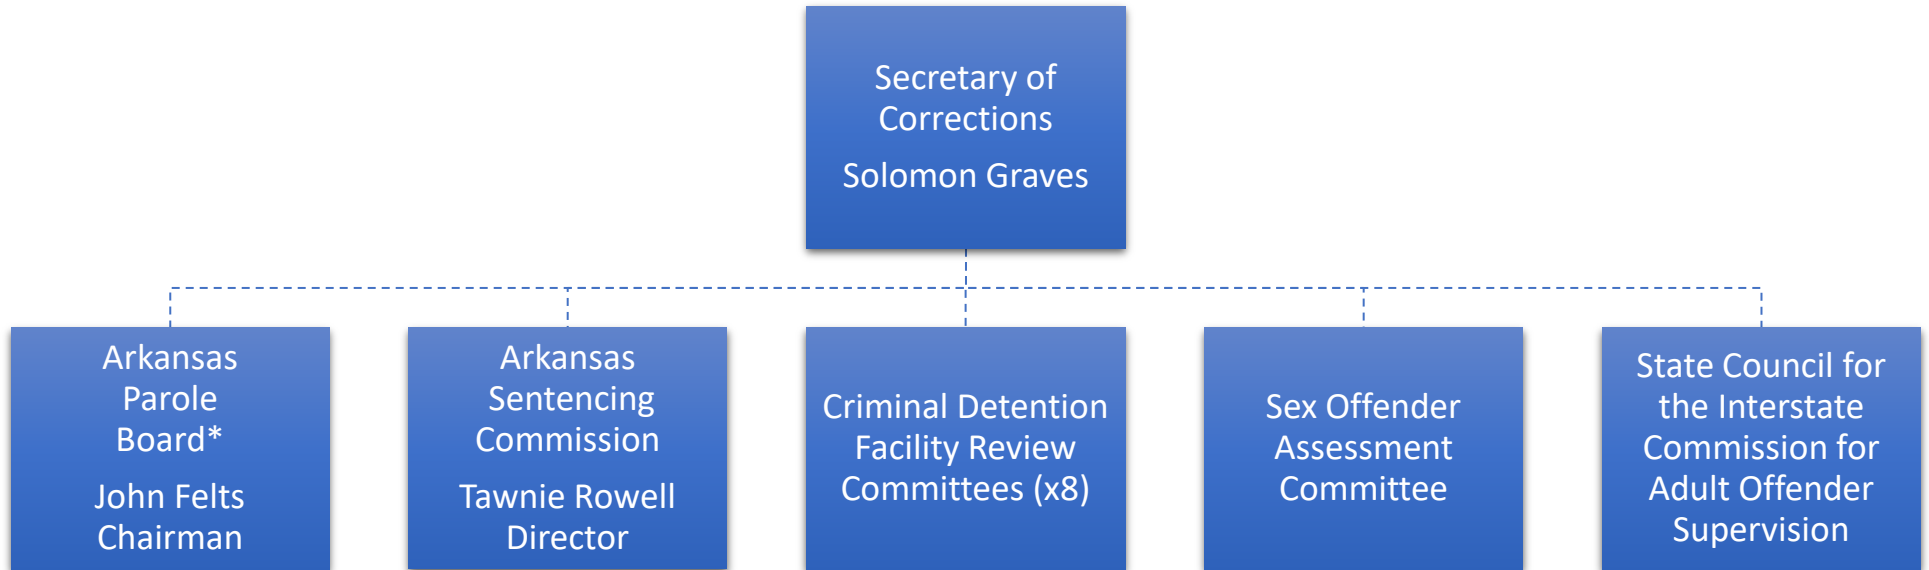 Secretary of
Corrections
Solomon Graves
Arkansas
Parole
Board*
John Felts
Chairman
Arkansas
Sentencing
Commission
Tawnie Rowell
Director
Criminal Detention
Facility Review
Committees (x8)
Sex Offender
Assessment
Committee
State Council for
the Interstate
Commission for
Adult Offender
Supervision